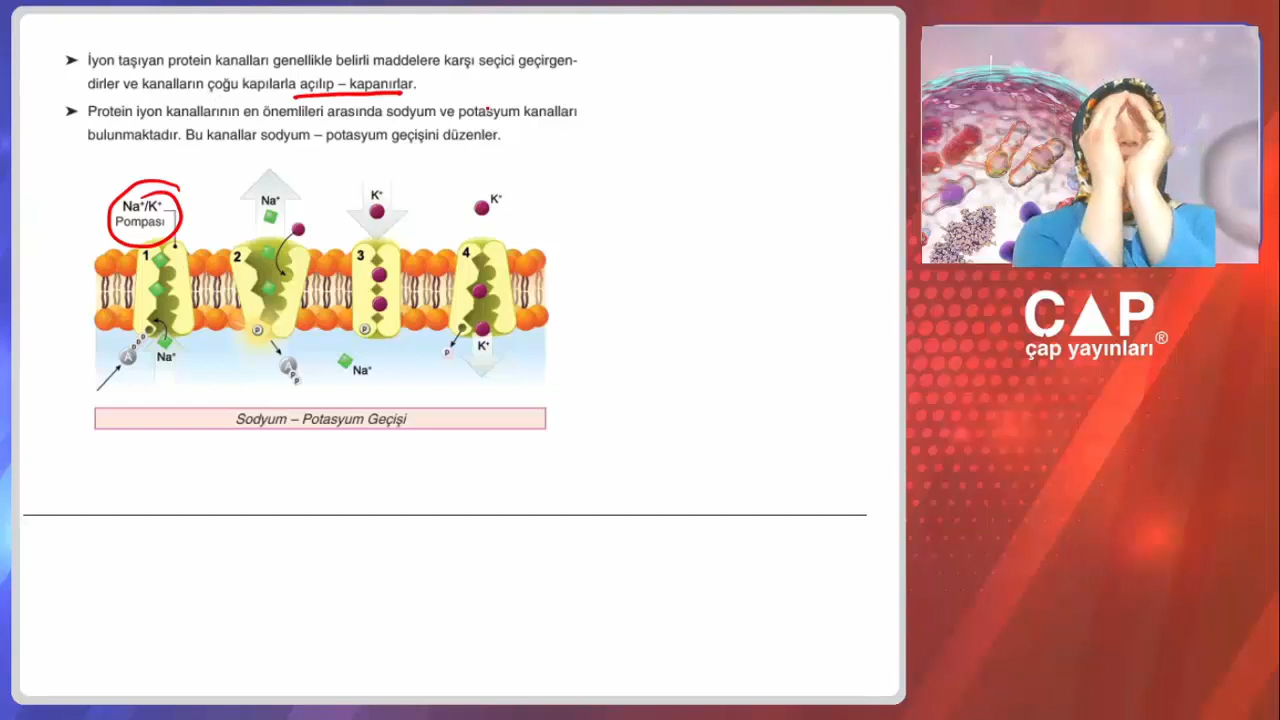 ➤ İyon taşıyan protein kanalları genellikle belirli maddelere karşı seçici geçirgen-
dirler ve kanalların çoğu kapılarla açılıp – kapanırlar.
➤ Protein iyon kanallarının en önemlileri arasında sodyum ve potasyum kanalları
bulunmaktadır. Bu kanallar sodyum – potasyum geçişini düzenler.
Na⁺/K⁺
Pompası
Na⁺
K⁺
K⁺
1
2
3
4
P
P
A
P
P
P
Na⁺
A
P
P
Na⁺
P
K⁺
Sodyum – Potasyum Geçişi
ÇAP
çap yayınları®